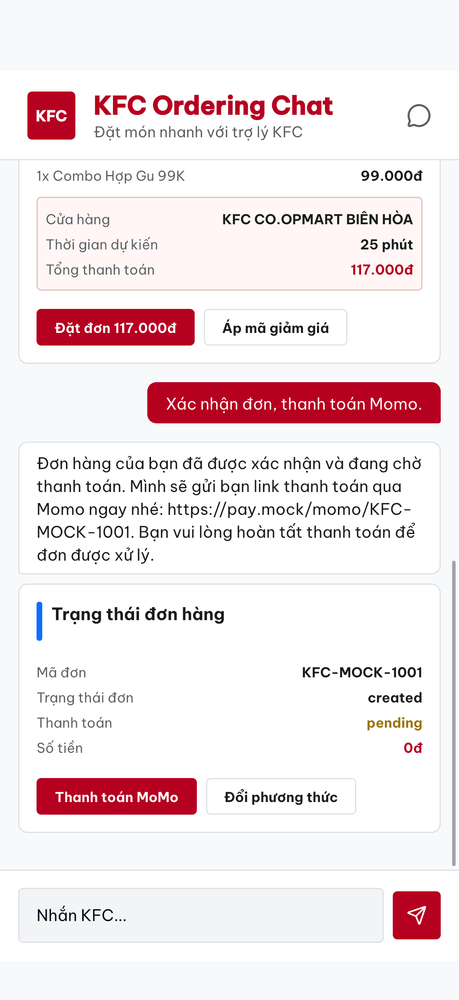 KFC
KFC Ordering Chat
Đặt món nhanh với trợ lý KFC
1x Combo Hợp Gu 99K 99.000đ
Cửa hàng KFC CO.OPMART BIÊN HÒA
Thời gian dự kiến 25 phút
Tổng thanh toán 117.000đ
Đặt đơn 117.000đ Áp mã giảm giá
Xác nhận đơn, thanh toán Momo.
Đơn hàng của bạn đã được xác nhận và đang chờ
thanh toán. Mình sẽ gửi bạn link thanh toán qua
Momo ngay nhé: https://pay.mock/momo/KFC-
MOCK-1001. Bạn vui lòng hoàn tất thanh toán để
đơn được xử lý.
Trạng thái đơn hàng
Mã đơn KFC-MOCK-1001
Trạng thái đơn created
Thanh toán pending
Số tiền 0đ
Thanh toán MoMo Đổi phương thức
Nhắn KFC...